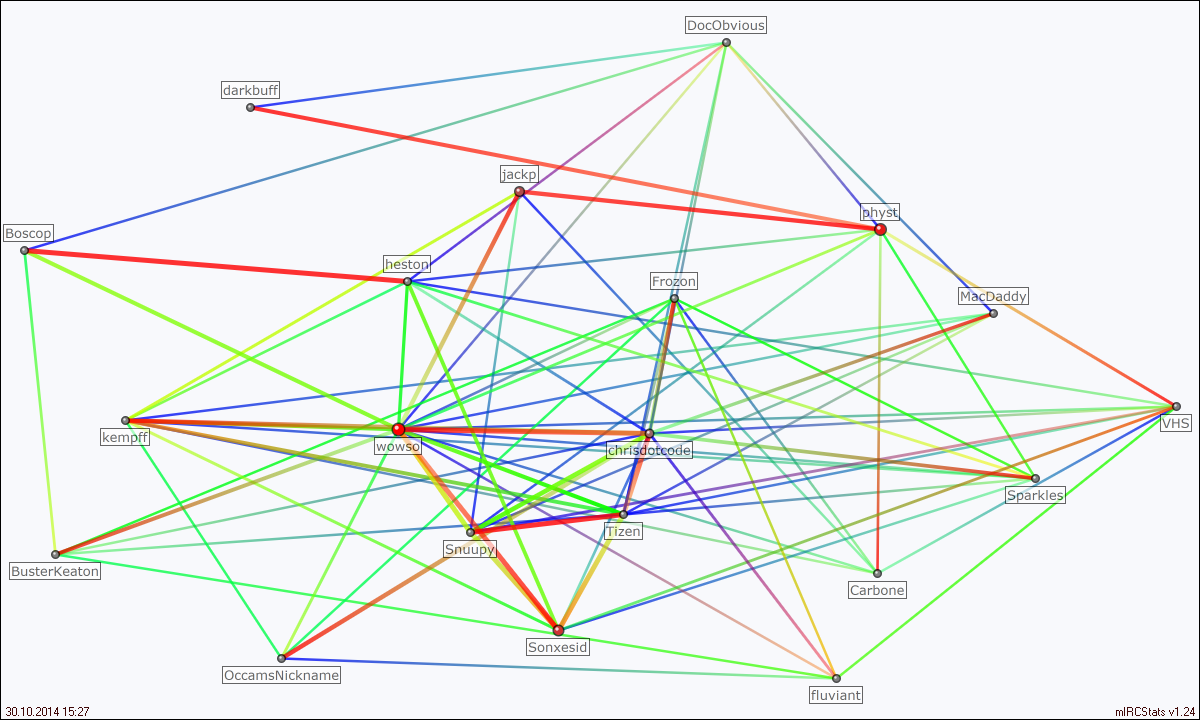 DocObvious
darkbuff
jackp
physt
Boscop
heston
Frozon
MacDaddy
kempff
wowso
VHS
chrisdotcode
Sparkles
Tizen
Snuupy
BusterKeaton
Carbone
Sonxesid
OccamsNickname
fluviant
30.10.2014 15:27
mIRCStats v1.24